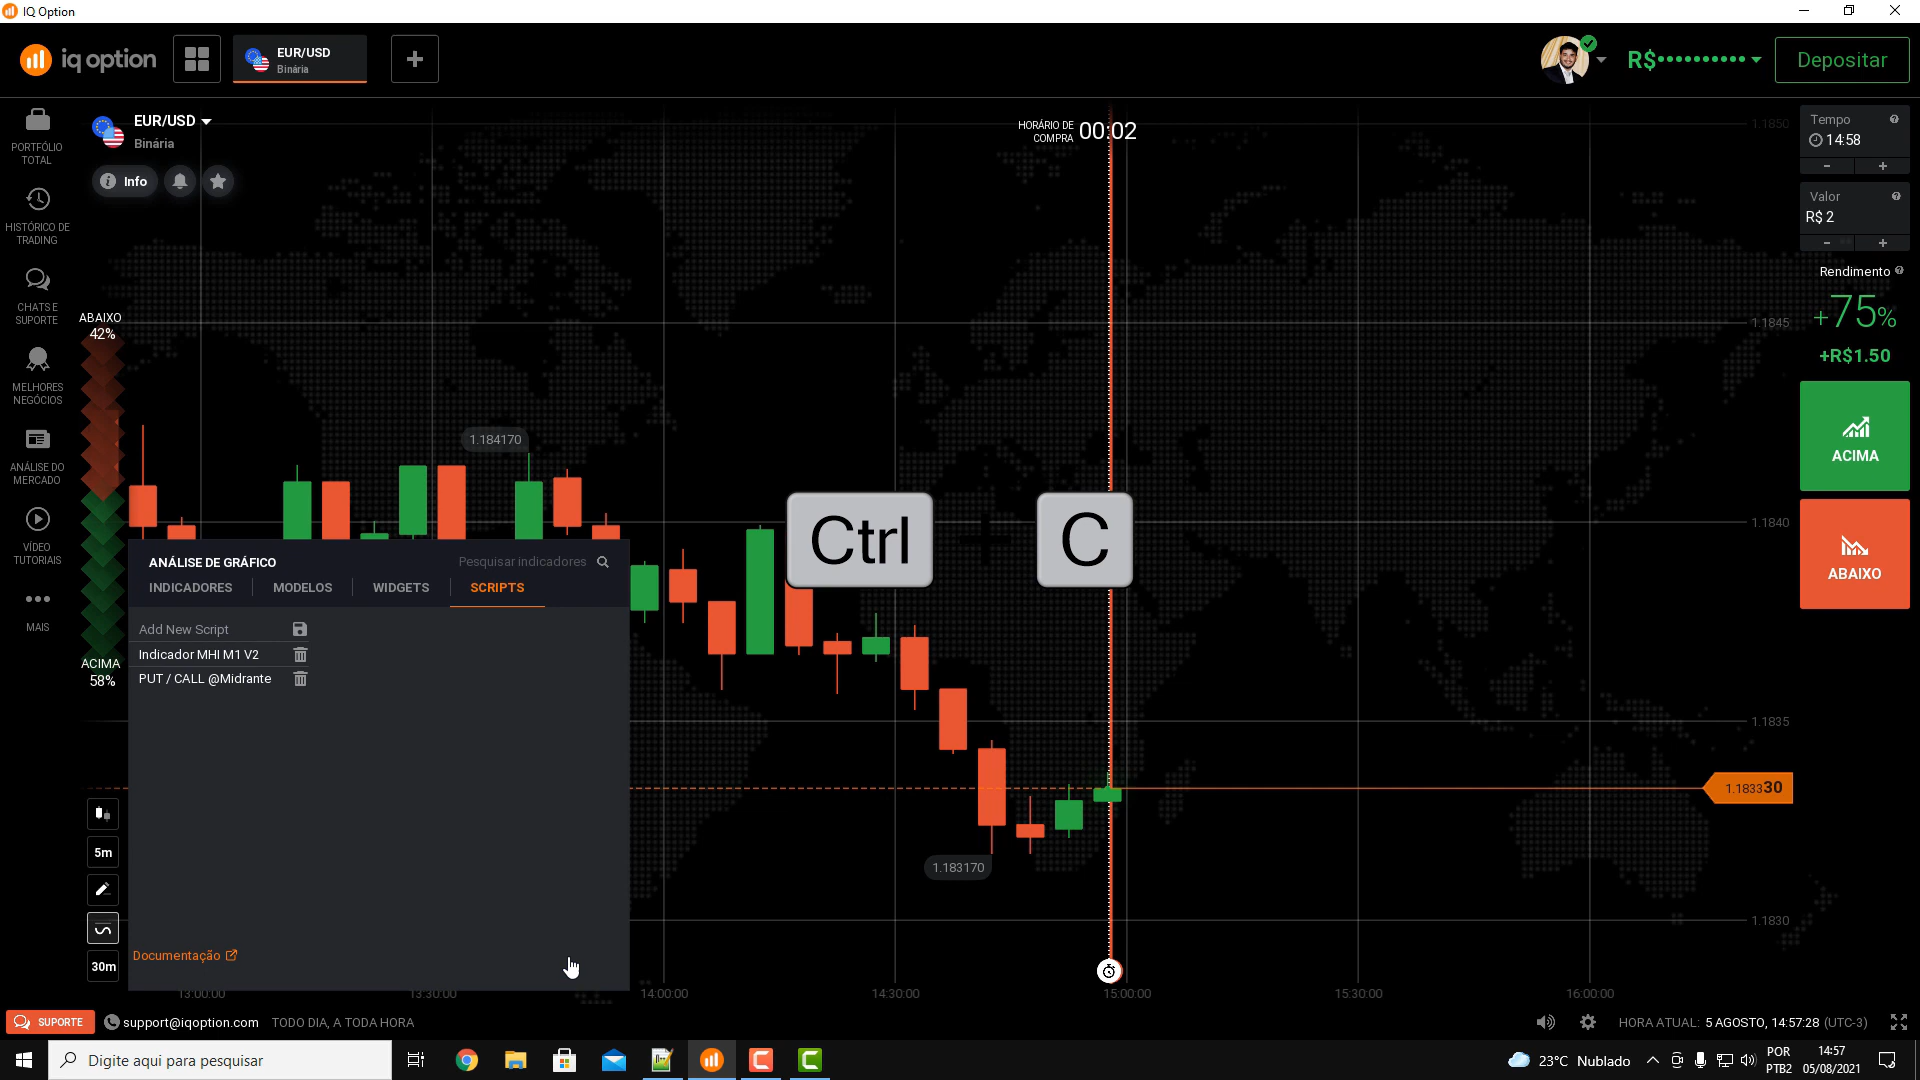 IQ Option
iq option
EUR/USD
Binária
R$••••••••••
Depositar
PORTFÓLIO
TOTAL
HISTÓRICO DE
TRADING
CHATS E
SUPORTE
MELHORES
NEGÓCIOS
ANÁLISE DO
MERCADO
VÍDEO
TUTORIAIS
MAIS
EUR/USD
Binária
Info
ABAIXO
42%
ACIMA
58%
HORÁRIO DE
COMPRA
00:02
1.184170
1.183170
Ctrl + C
ANÁLISE DE GRÁFICO
Pesquisar indicadores
INDICADORES
MODELOS
WIDGETS
SCRIPTS
Add New Script
Indicador MHI M1 V2
PUT / CALL @Midrante
Documentação
5m
30m
1.1850
1.1845
1.1840
1.1835
1.183330
1.1830
13:00:00
13:30:00
14:00:00
14:30:00
15:00:00
15:30:00
16:00:00
Tempo
14:58
- +
Valor
R$ 2
- +
Rendimento
+75%
+R$1.50
ACIMA
ABAIXO
SUPORTE
support@iqoption.com
TODO DIA, A TODA HORA
HORA ATUAL: 5 AGOSTO, 14:57:28 (UTC-3)
Digite aqui para pesquisar
23°C Nublado
POR
PTB2
14:57
05/08/2021